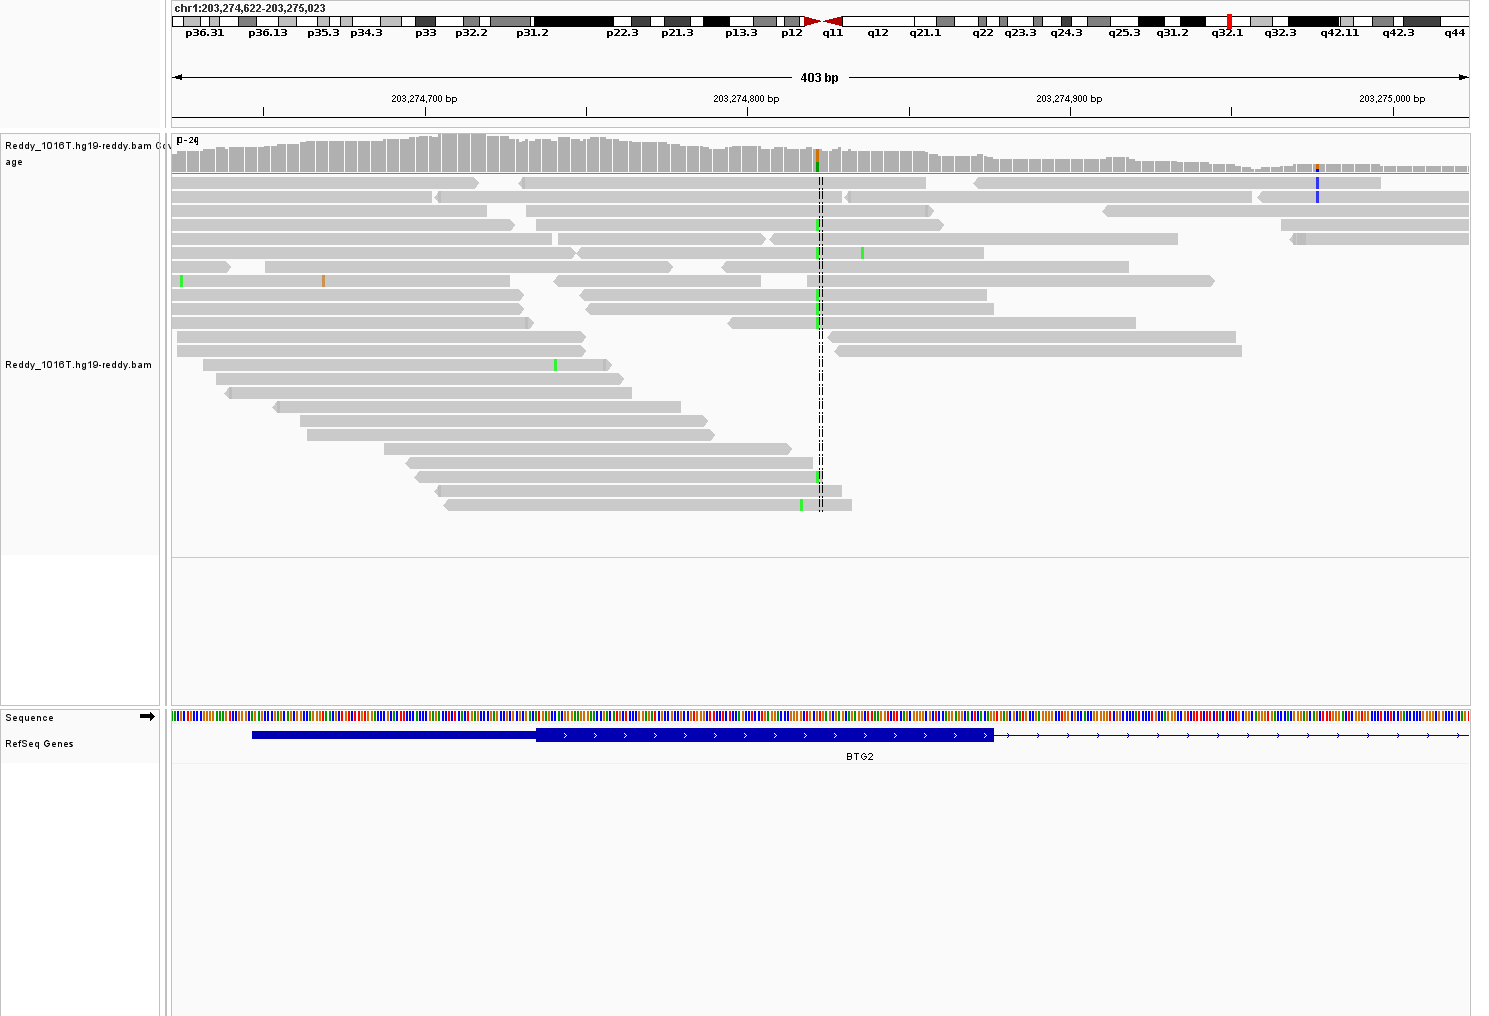 chr1:203,274,622-203,275,023
p36.31 p36.13 p35.3 p34.3 p33 p32.2 p31.2 p22.3 p21.3 p13.3 p12 q11 q12 q21.1 q22 q23.3 q24.3 q25.3 q31.2 q32.1 q32.3 q42.11 q42.3 q44
403 bp
203,274,700 bp 203,274,800 bp 203,274,900 bp 203,275,000 bp
[0-24]
Reddy_1016T.hg19-reddy.bam Cov
age
Reddy_1016T.hg19-reddy.bam
Sequence
RefSeq Genes
BTG2